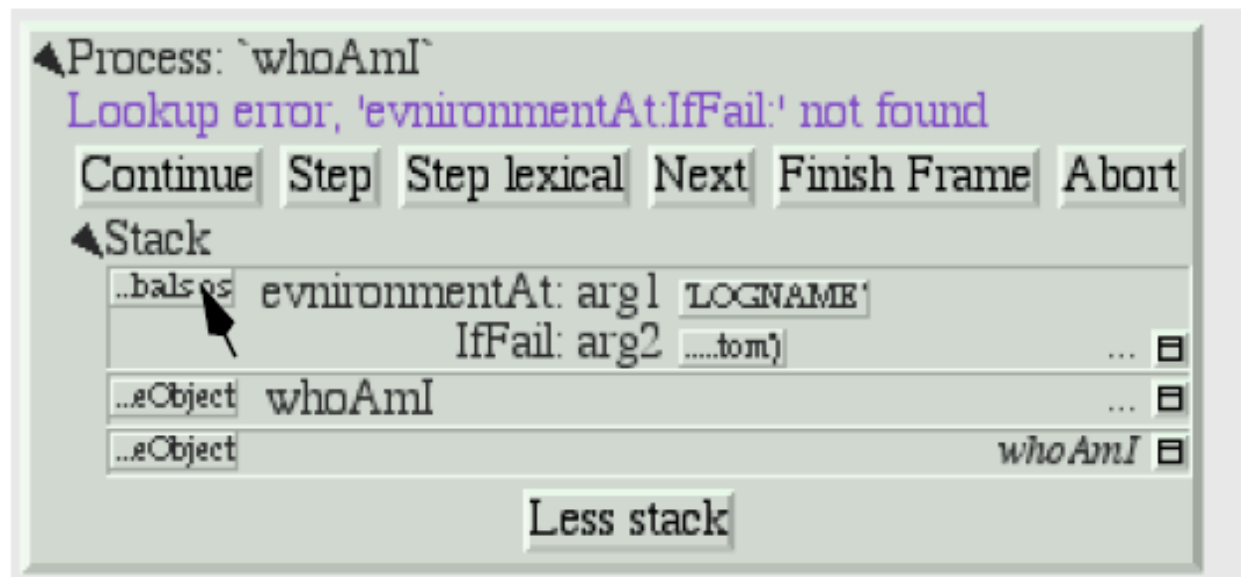 Process: `whoAmI`
Lookup error, 'evnironmentAt:IfFail:' not found
Continue Step Step lexical Next Finish Frame Abort
Stack
..bals os evnironmentAt: arg1 'LOGNAME'
IfFail: arg2 .....tom') ...
...eObject whoAmI ...
...eObject whoAmI
Less stack